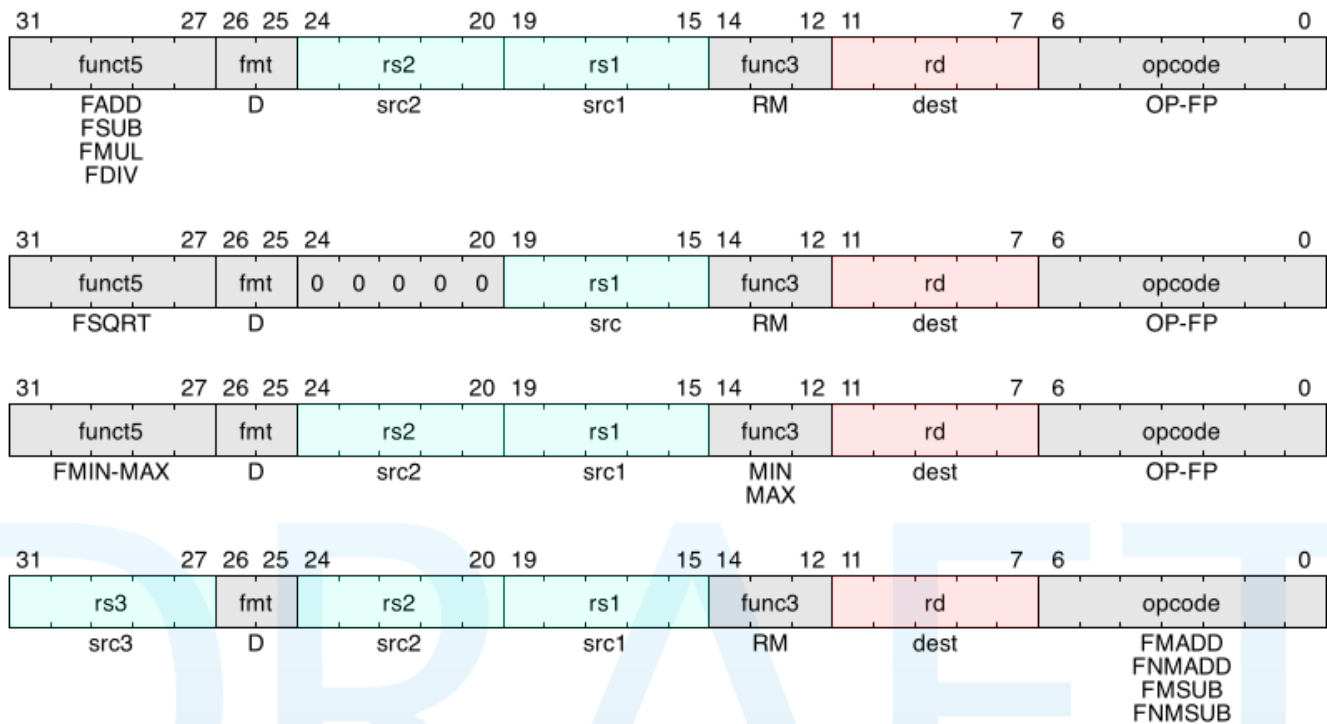 31 27 26 25 24 20 19 15 14 12 11 7 6 0
funct5 fmt rs2 rs1 func3 rd opcode
FADD D src2 src1 RM dest OP-FP
FSUB
FMUL
FDIV
31 27 26 25 24 20 19 15 14 12 11 7 6 0
funct5 fmt 0 0 0 0 0 rs1 func3 rd opcode
FSQRT D src RM dest OP-FP
31 27 26 25 24 20 19 15 14 12 11 7 6 0
funct5 fmt rs2 rs1 func3 rd opcode
FMIN-MAX D src2 src1 MIN dest OP-FP
MAX
DRAFT
31 27 26 25 24 20 19 15 14 12 11 7 6 0
rs3 fmt rs2 rs1 func3 rd opcode
src3 D src2 src1 RM dest FMADD
FNMADD
FMSUB
FNMSUB